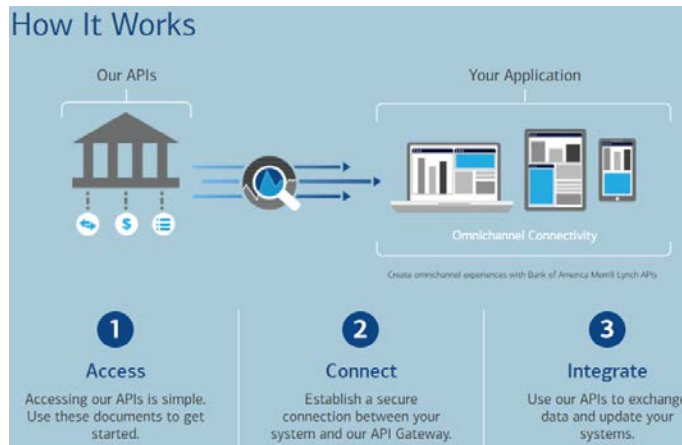 How It Works
Our APIs
Your Application
$
Omnichannel Connectivity
Create omnichannel experiences with Bank of America Merrill Lynch APIs
1
Access
Accessing our APIs is simple.
Use these documents to get
started.
2
Connect
Establish a secure
connection between your
system and our API Gateway.
3
Integrate
Use our APIs to exchange
data and update your
systems.